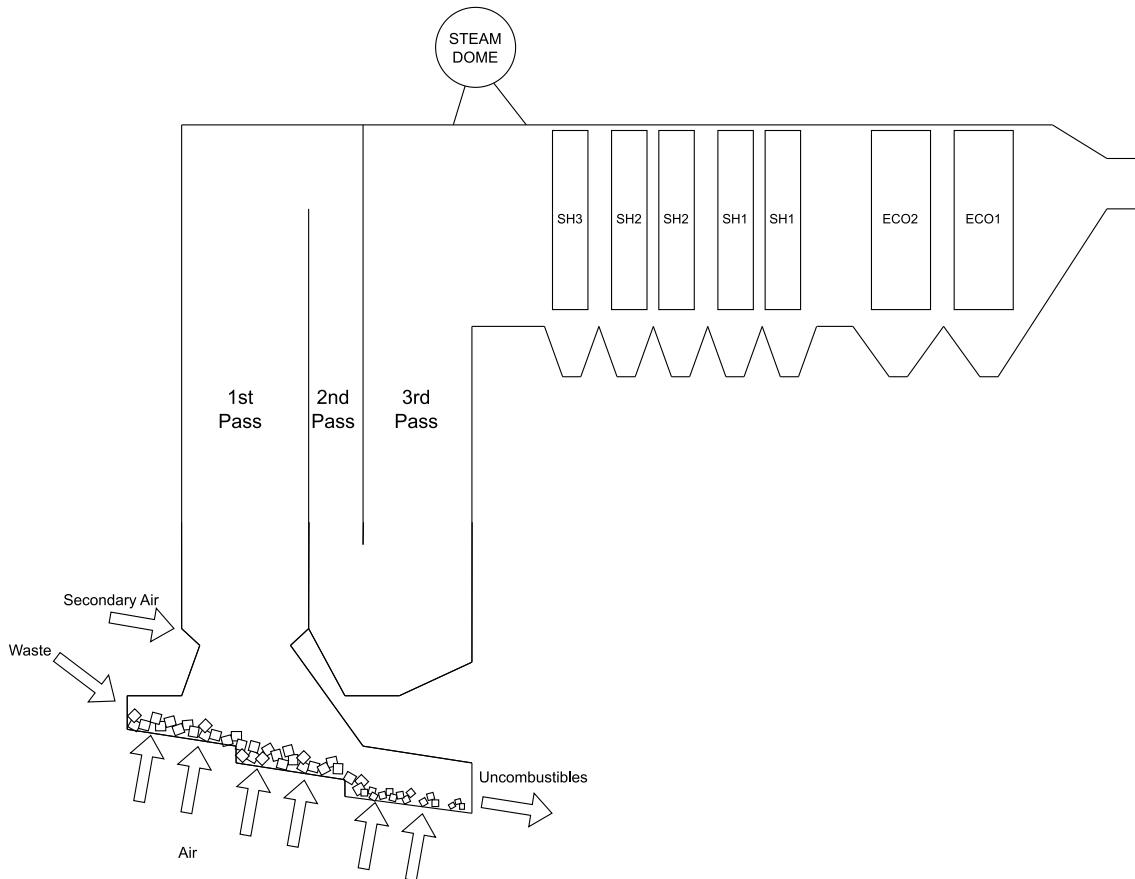 STEAM
DOME
SH3
SH2
SH2
SH1
SH1
ECO2
ECO1
1st
Pass
2nd
Pass
3rd
Pass
Secondary Air
Waste
Uncombustibles
Air